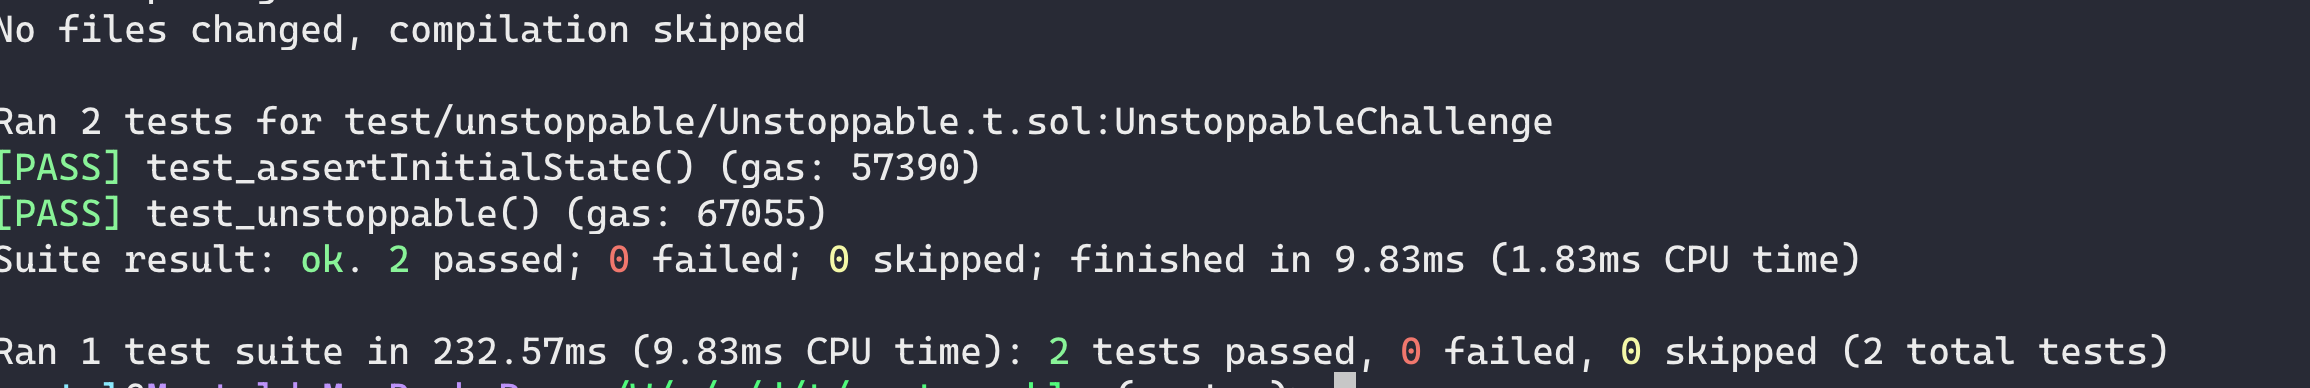 No files changed, compilation skipped
Ran 2 tests for test/unstoppable/Unstoppable.t.sol:UnstoppableChallenge
[PASS] test_assertInitialState() (gas: 57390)
[PASS] test_unstoppable() (gas: 67055)
Suite result: ok. 2 passed; 0 failed; 0 skipped; finished in 9.83ms (1.83ms CPU time)
Ran 1 test suite in 232.57ms (9.83ms CPU time): 2 tests passed, 0 failed, 0 skipped (2 total tests)